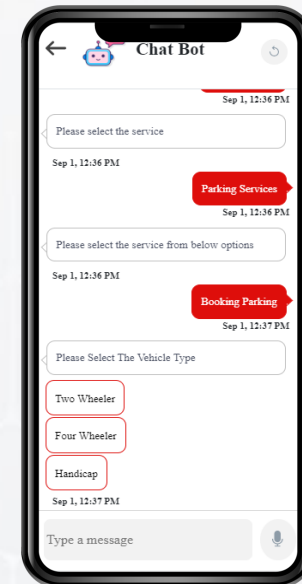 Chat Bot
Sep 1, 12:36 PM
Please select the service
Sep 1, 12:36 PM
Parking Services
Sep 1, 12:36 PM
Please select the service from below options
Sep 1, 12:36 PM
Booking Parking
Sep 1, 12:37 PM
Please Select The Vehicle Type
Two Wheeler
Four Wheeler
Handicap
Sep 1, 12:37 PM
Type a message